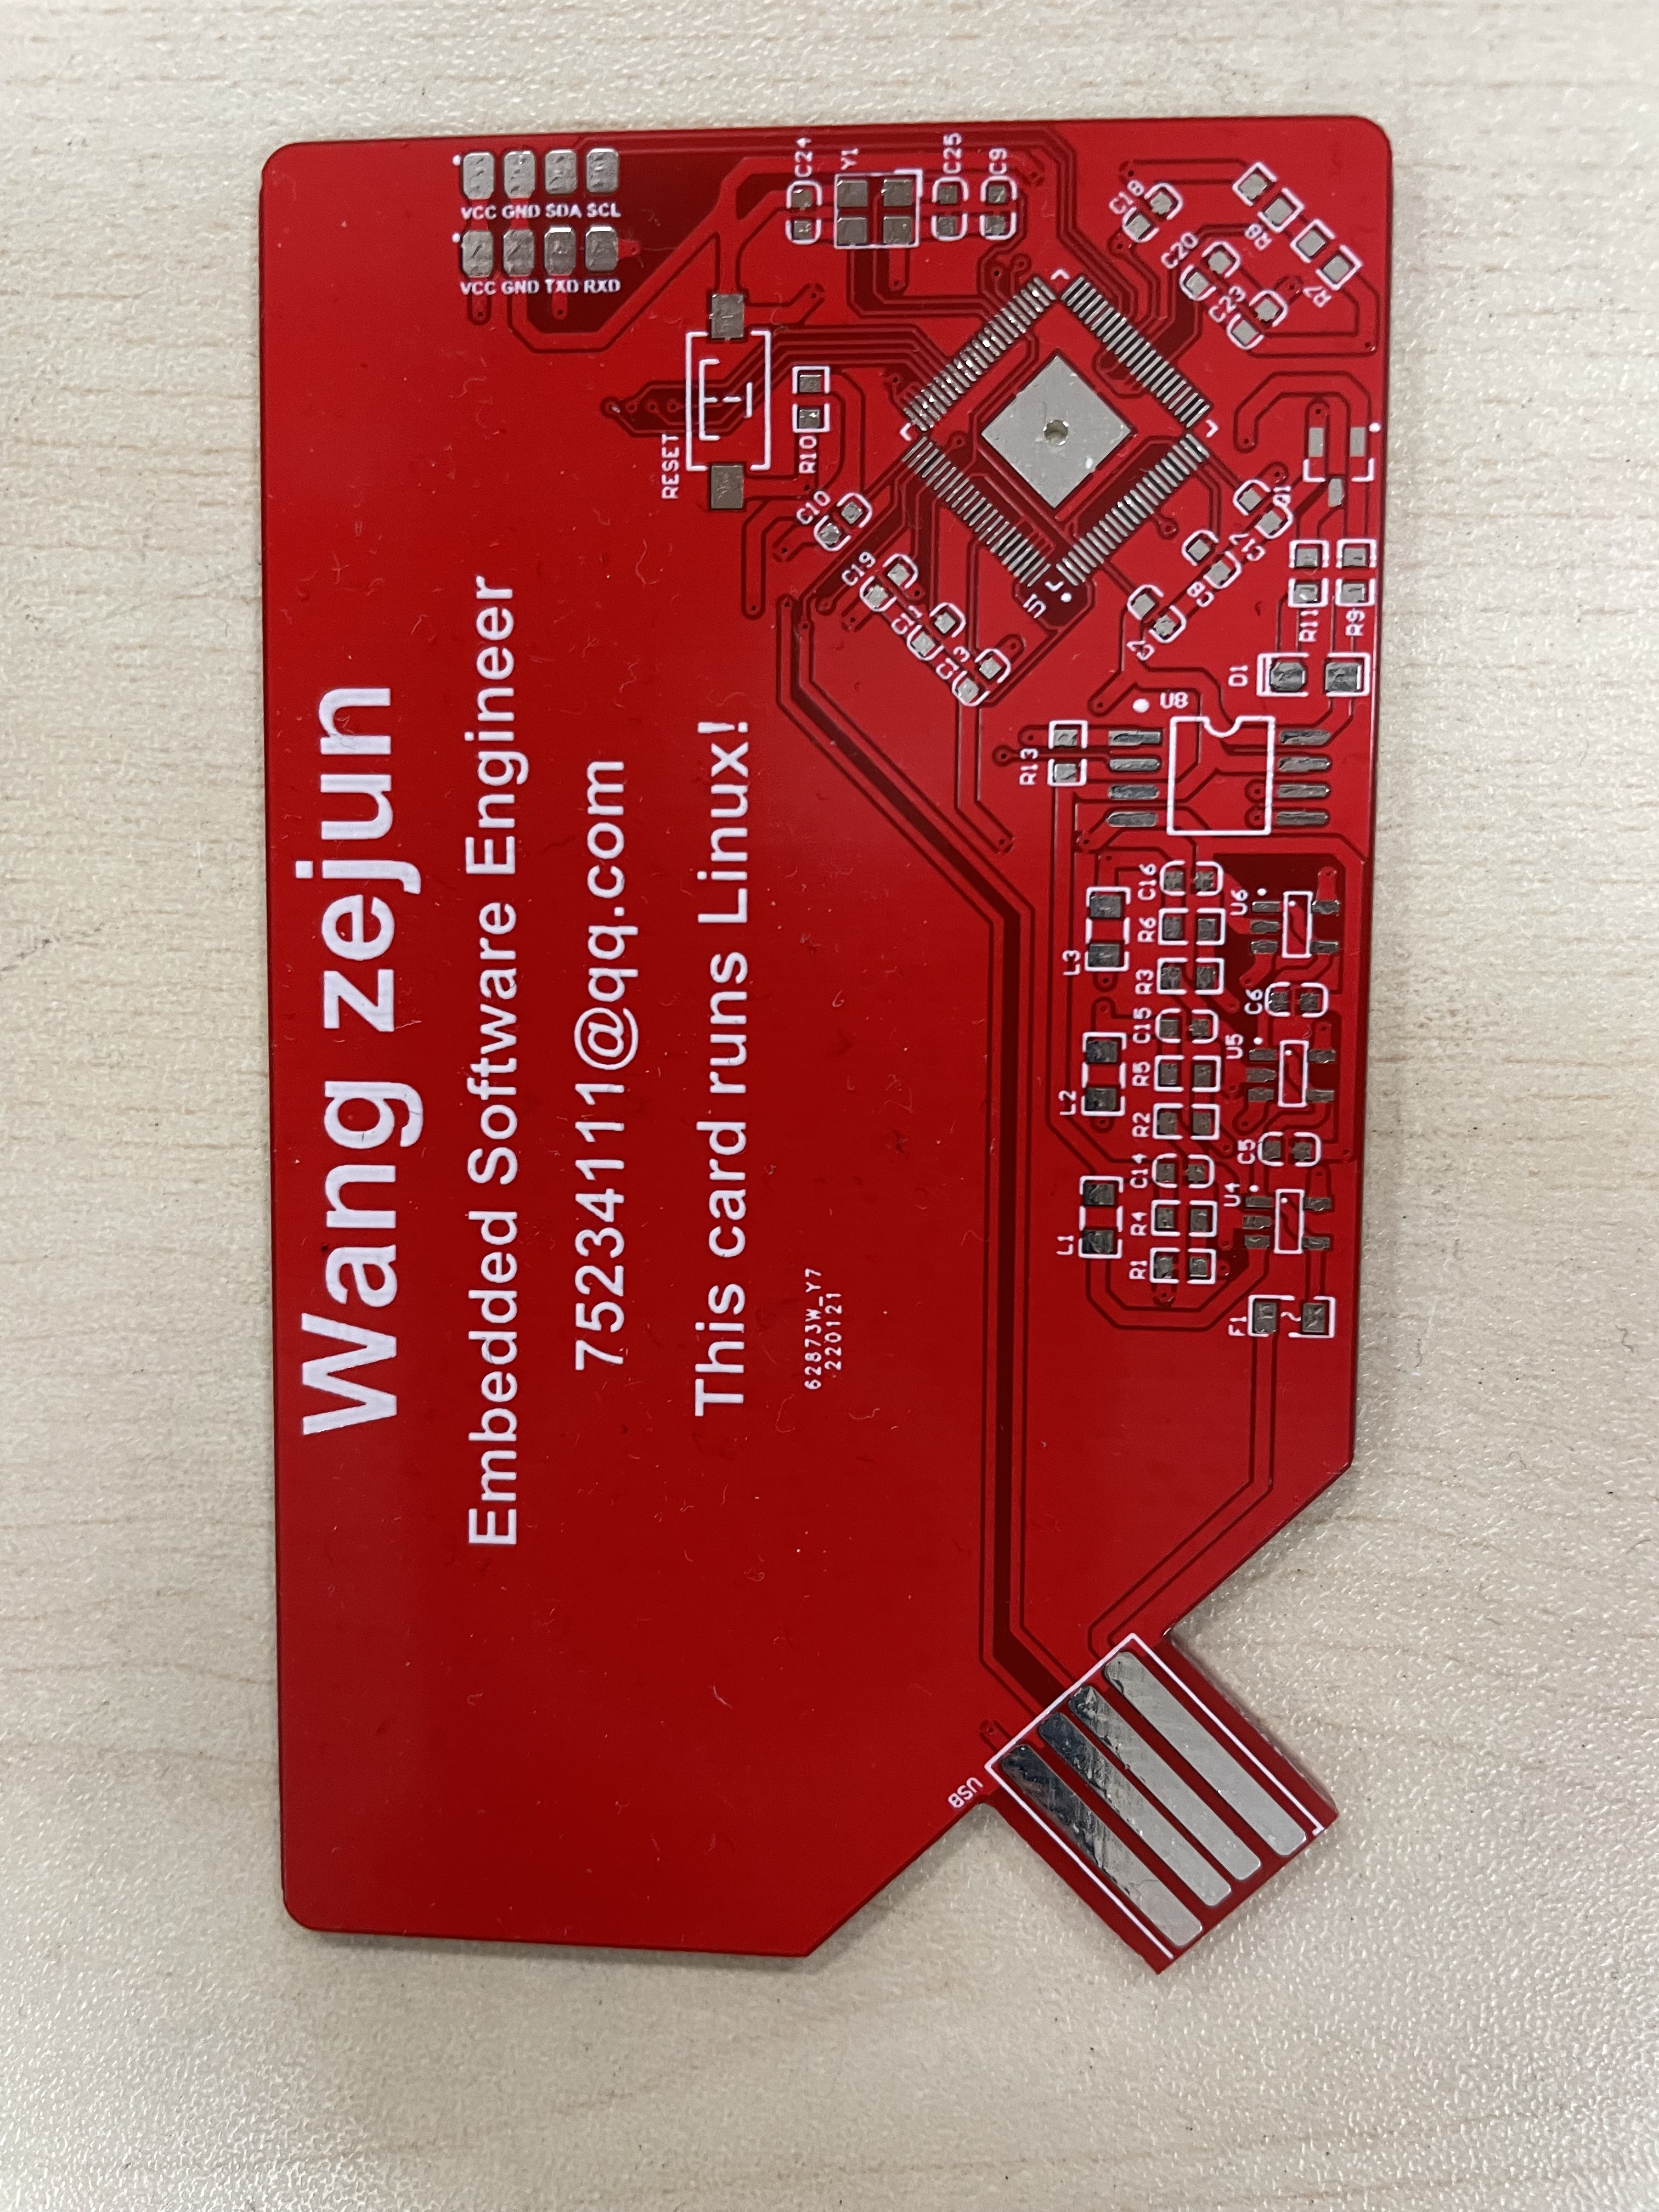 Wang zejun
Embedded Software Engineer
75234111@qq.com
This card runs Linux!
62873W_Y7
220121
VCC GND TXD RXD
VCC GND SDA SCL
RESET
R10
C10
C19
C13
C24
Y1
C25
C9
USB
R13
L1
L2
L3
R1
R4
C14
R2
R5
C15
R3
R6
C16
U8
F1
U4
C5
U5
C6
U6
D1
R11
R9
C7
C8
Q1
C18
C20
C23
R8
R7